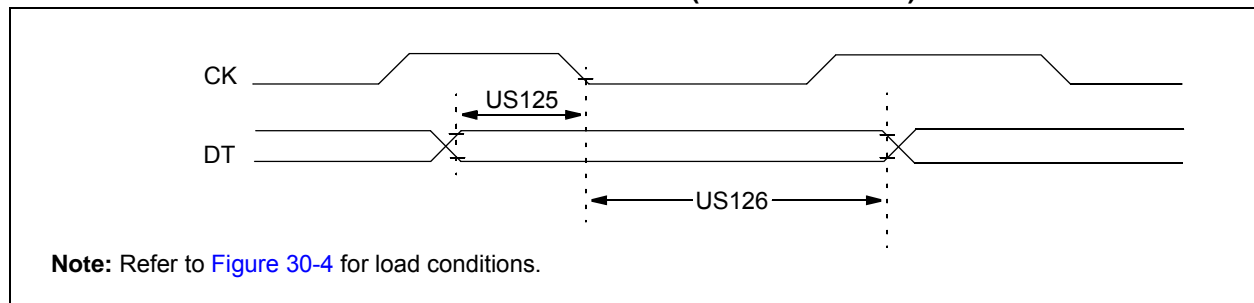 CK
US125
DT
US126
Note: Refer to Figure 30-4 for load conditions.